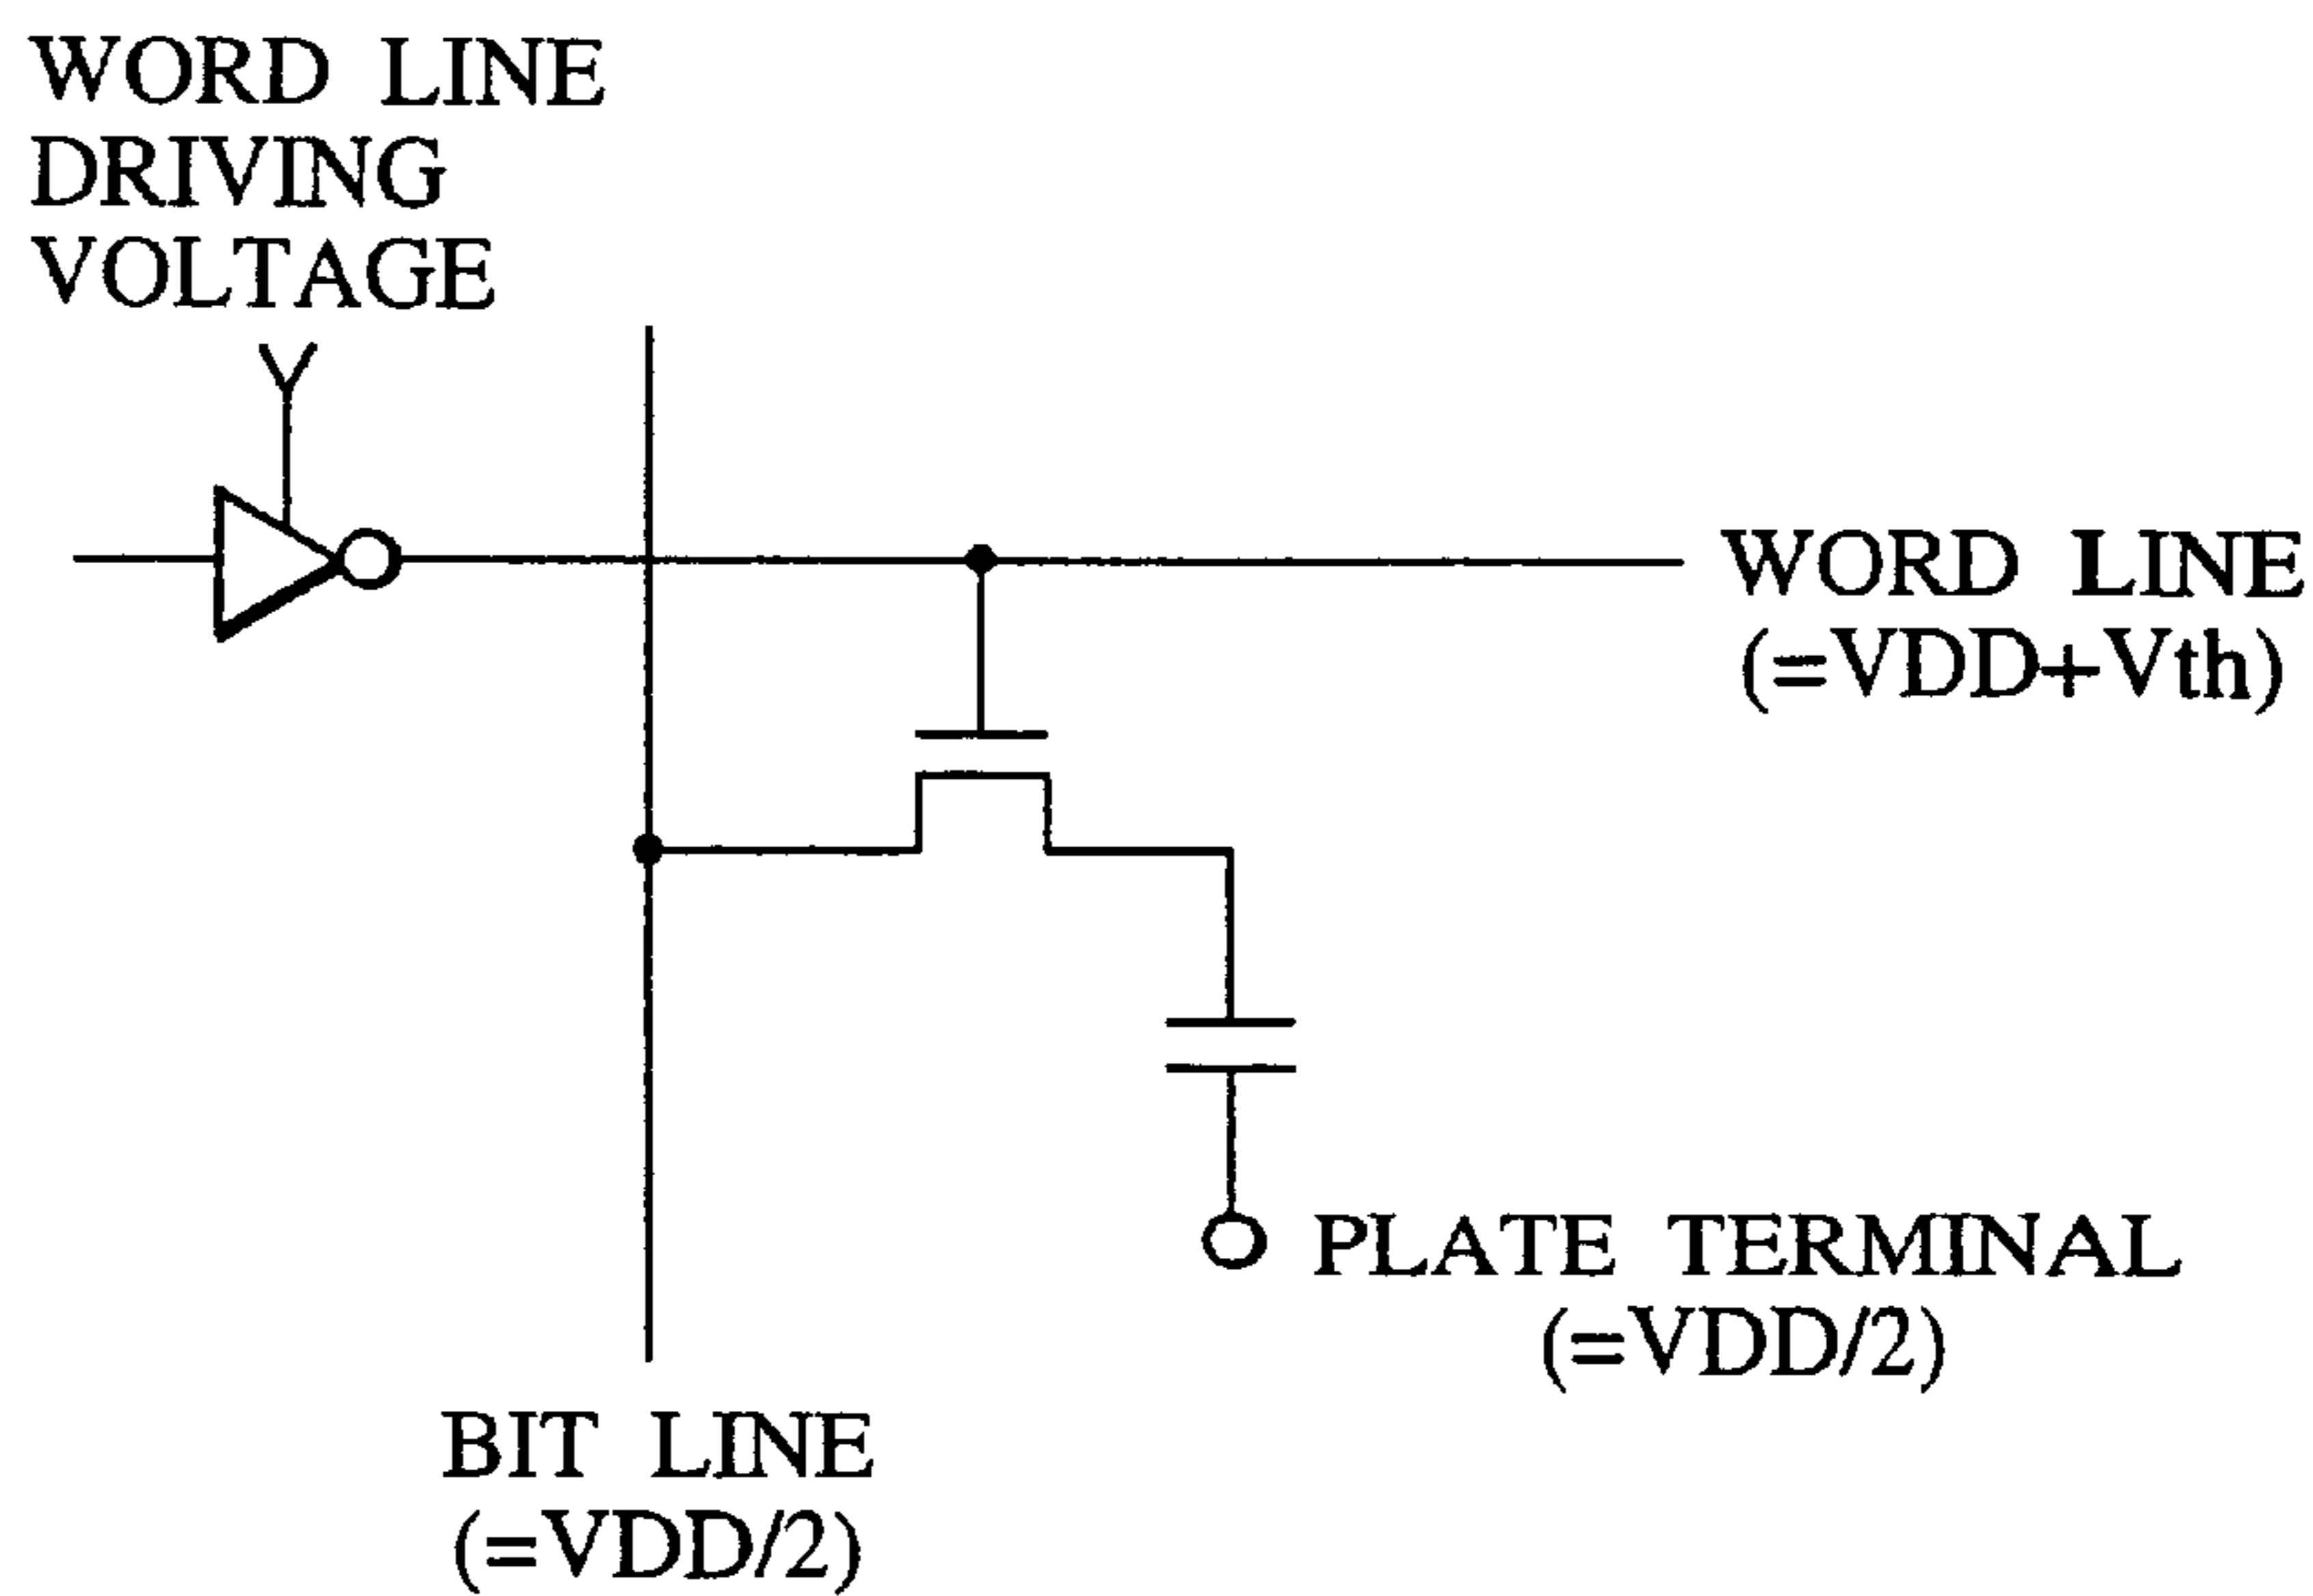 WORD LINE
DRIVING
VOLTAGE
WORD LINE
(=VDD+Vth)
PLATE TERMINAL
(=VDD/2)
BIT LINE
(=VDD/2)